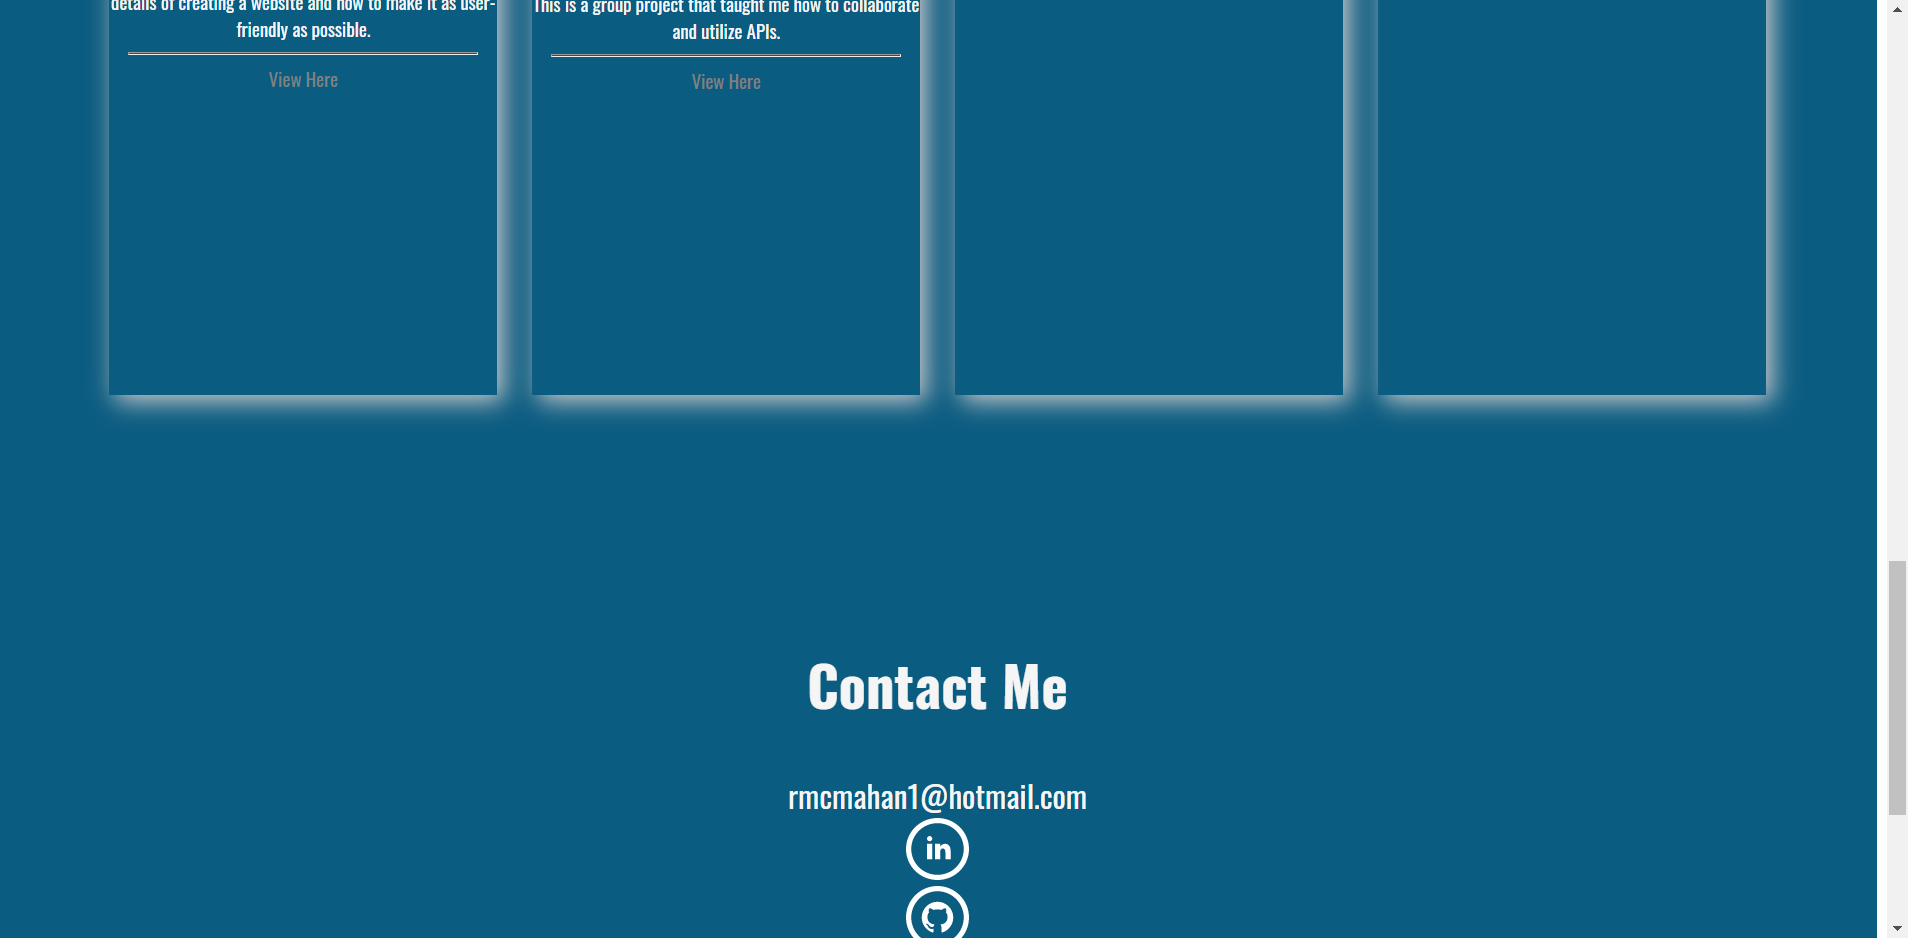 details of creating a website and how to make it as user-
friendly as possible.
View Here
This is a group project that taught me how to collaborate
and utilize APIs.
View Here
Contact Me
rmcmahan1@hotmail.com
in